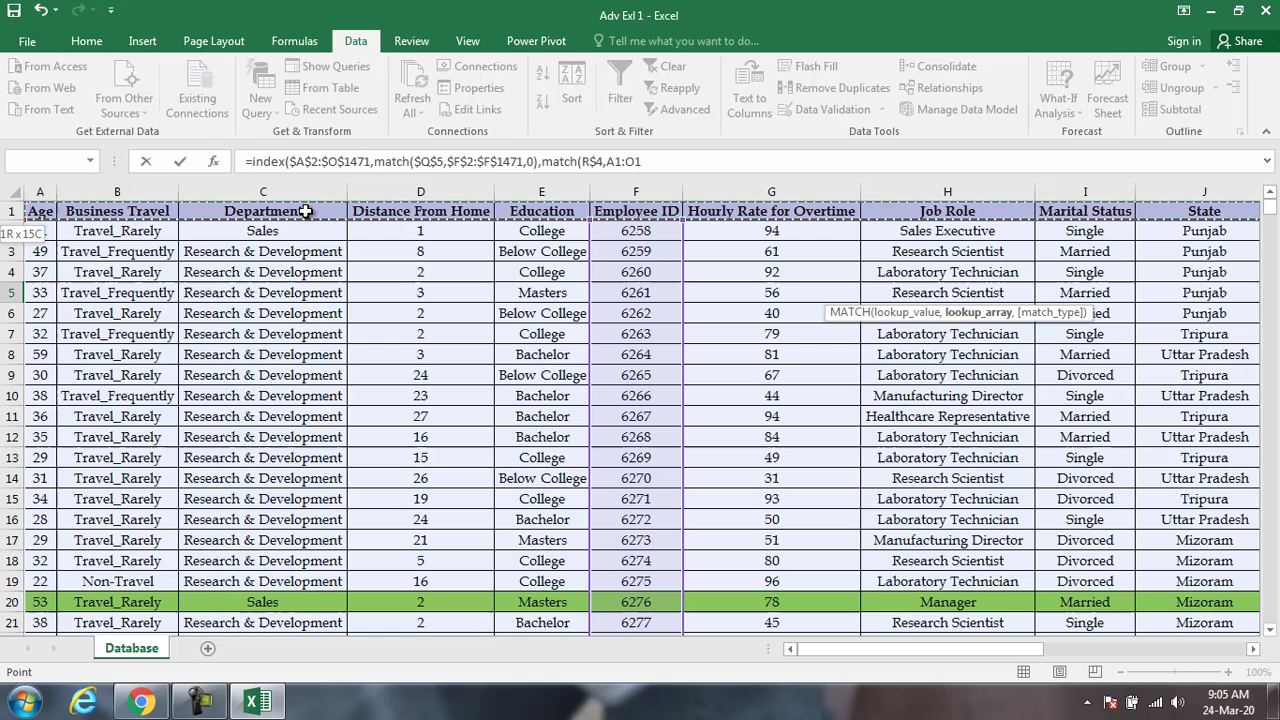 Adv Exl 1 - Excel
File Home Insert Page Layout Formulas Data Review View Power Pivot Tell me what you want to do... Sign in Share
From Access
From Web
From Text
From Other Sources
Existing Connections
Get External Data
New Query
Show Queries
From Table
Recent Sources
Get & Transform
Refresh All
Connections
Properties
Edit Links
Connections
Sort
Filter
Clear
Reapply
Advanced
Sort & Filter
Text to Columns
Flash Fill
Remove Duplicates
Data Validation
Consolidate
Relationships
Manage Data Model
Data Tools
What-If Analysis
Forecast Sheet
Forecast
Group
Ungroup
Subtotal
Outline
=index($A$2:$O$1471,match($Q$5,$F$2:$F$1471,0),match(R$4,A1:O1
A B C D E F G H I J
1 Age Business Travel Department Distance From Home Education Employee ID Hourly Rate for Overtime Job Role Marital Status State
1R x 15C Travel_Rarely Sales 1 College 6258 94 Sales Executive Single Punjab
3 49 Travel_Frequently Research & Development 8 Below College 6259 61 Research Scientist Married Punjab
4 37 Travel_Rarely Research & Development 2 College 6260 92 Laboratory Technician Single Punjab
5 33 Travel_Frequently Research & Development 3 Masters 6261 56 Research Scientist Married Punjab
MATCH(lookup_value, lookup_array, [match_type])
6 27 Travel_Rarely Research & Development 2 Below College 6262 40 Punjab
7 32 Travel_Rarely Research & Development 2 College 6263 79 Laboratory Technician Single Tripura
8 59 Travel_Rarely Research & Development 3 Bachelor 6264 81 Laboratory Technician Married Uttar Pradesh
9 30 Travel_Rarely Research & Development 24 Below College 6265 67 Laboratory Technician Divorced Tripura
10 38 Travel_Frequently Research & Development 23 Bachelor 6266 44 Manufacturing Director Single Uttar Pradesh
11 36 Travel_Rarely Research & Development 27 Bachelor 6267 94 Healthcare Representative Married Tripura
12 35 Travel_Rarely Research & Development 16 Bachelor 6268 84 Laboratory Technician Married Uttar Pradesh
13 29 Travel_Rarely Research & Development 15 College 6269 49 Laboratory Technician Single Tripura
14 31 Travel_Rarely Research & Development 26 Below College 6270 31 Research Scientist Divorced Uttar Pradesh
15 34 Travel_Rarely Research & Development 19 College 6271 93 Laboratory Technician Divorced Tripura
16 28 Travel_Rarely Research & Development 24 Bachelor 6272 50 Laboratory Technician Single Uttar Pradesh
17 29 Travel_Rarely Research & Development 21 Masters 6273 51 Manufacturing Director Divorced Mizoram
18 32 Travel_Rarely Research & Development 5 College 6274 80 Research Scientist Divorced Mizoram
19 22 Non-Travel Research & Development 16 College 6275 96 Laboratory Technician Divorced Mizoram
20 53 Travel_Rarely Sales 2 Masters 6276 78 Manager Married Mizoram
21 38 Travel_Rarely Research & Development 2 Bachelor 6277 45 Research Scientist Single Mizoram
Database
Point 100%
9:05 AM
24-Mar-20